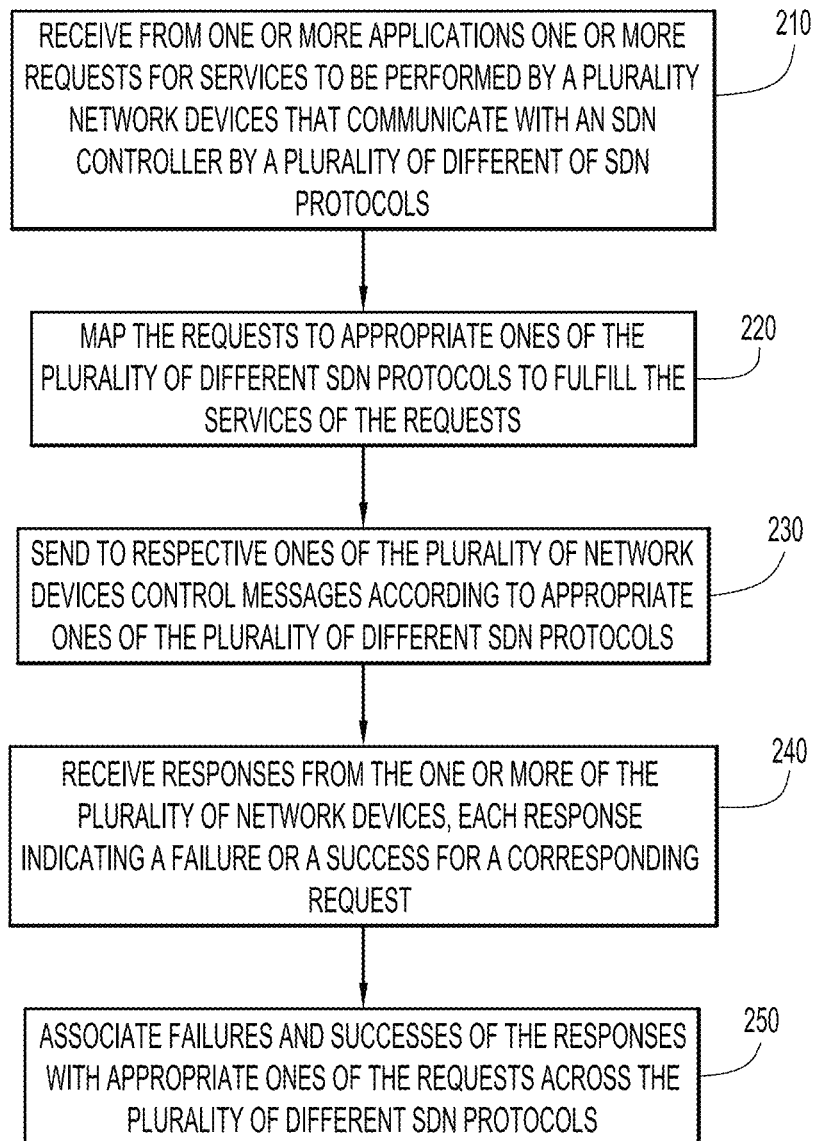 RECEIVE FROM ONE OR MORE APPLICATIONS ONE OR MORE
REQUESTS FOR SERVICES TO BE PERFORMED BY A PLURALITY
NETWORK DEVICES THAT COMMUNICATE WITH AN SDN
CONTROLLER BY A PLURALITY OF DIFFERENT OF SDN
PROTOCOLS
210
MAP THE REQUESTS TO APPROPRIATE ONES OF THE
PLURALITY OF DIFFERENT SDN PROTOCOLS TO FULFILL THE
SERVICES OF THE REQUESTS
220
SEND TO RESPECTIVE ONES OF THE PLURALITY OF NETWORK
DEVICES CONTROL MESSAGES ACCORDING TO APPROPRIATE
ONES OF THE PLURALITY OF DIFFERENT SDN PROTOCOLS
230
RECEIVE RESPONSES FROM THE ONE OR MORE OF THE
PLURALITY OF NETWORK DEVICES, EACH RESPONSE
INDICATING A FAILURE OR A SUCCESS FOR A CORRESPONDING
REQUEST
240
ASSOCIATE FAILURES AND SUCCESSES OF THE RESPONSES
WITH APPROPRIATE ONES OF THE REQUESTS ACROSS THE
PLURALITY OF DIFFERENT SDN PROTOCOLS
250